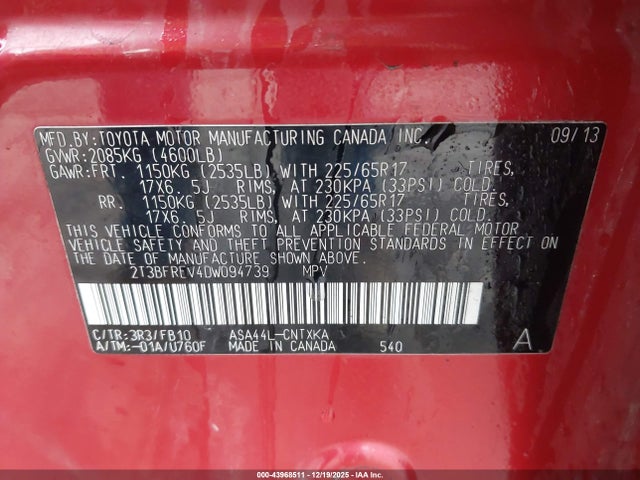 MFD.BY:TOYOTA MOTOR MANUFACTURING CANADA INC. 09/13
GVWR:2085KG (4600LB)
GAWR:FRT. 1150KG (2535LB) WITH 225/65R17 TIRES,
17X6.5J RIMS, AT 230KPA (33PSI) COLD.
RR. 1150KG (2535LB) WITH 225/65R17 TIRES,
17X6.5J RIMS, AT 230KPA (33PSI) COLD.
THIS VEHICLE CONFORMS TO ALL APPLICABLE FEDERAL MOTOR
VEHICLE SAFETY AND THEFT PREVENTION STANDARDS IN EFFECT ON
THE DATE OF MANUFACTURE SHOWN ABOVE.
2T3BFREV4DW094739 MPV
C/TR:3R3/FB10 ASA44L-CNTXKA
A/TM:-01A/U760F MADE IN CANADA 540 A
000-43968511 - 12/19/2025 - IAA Inc.